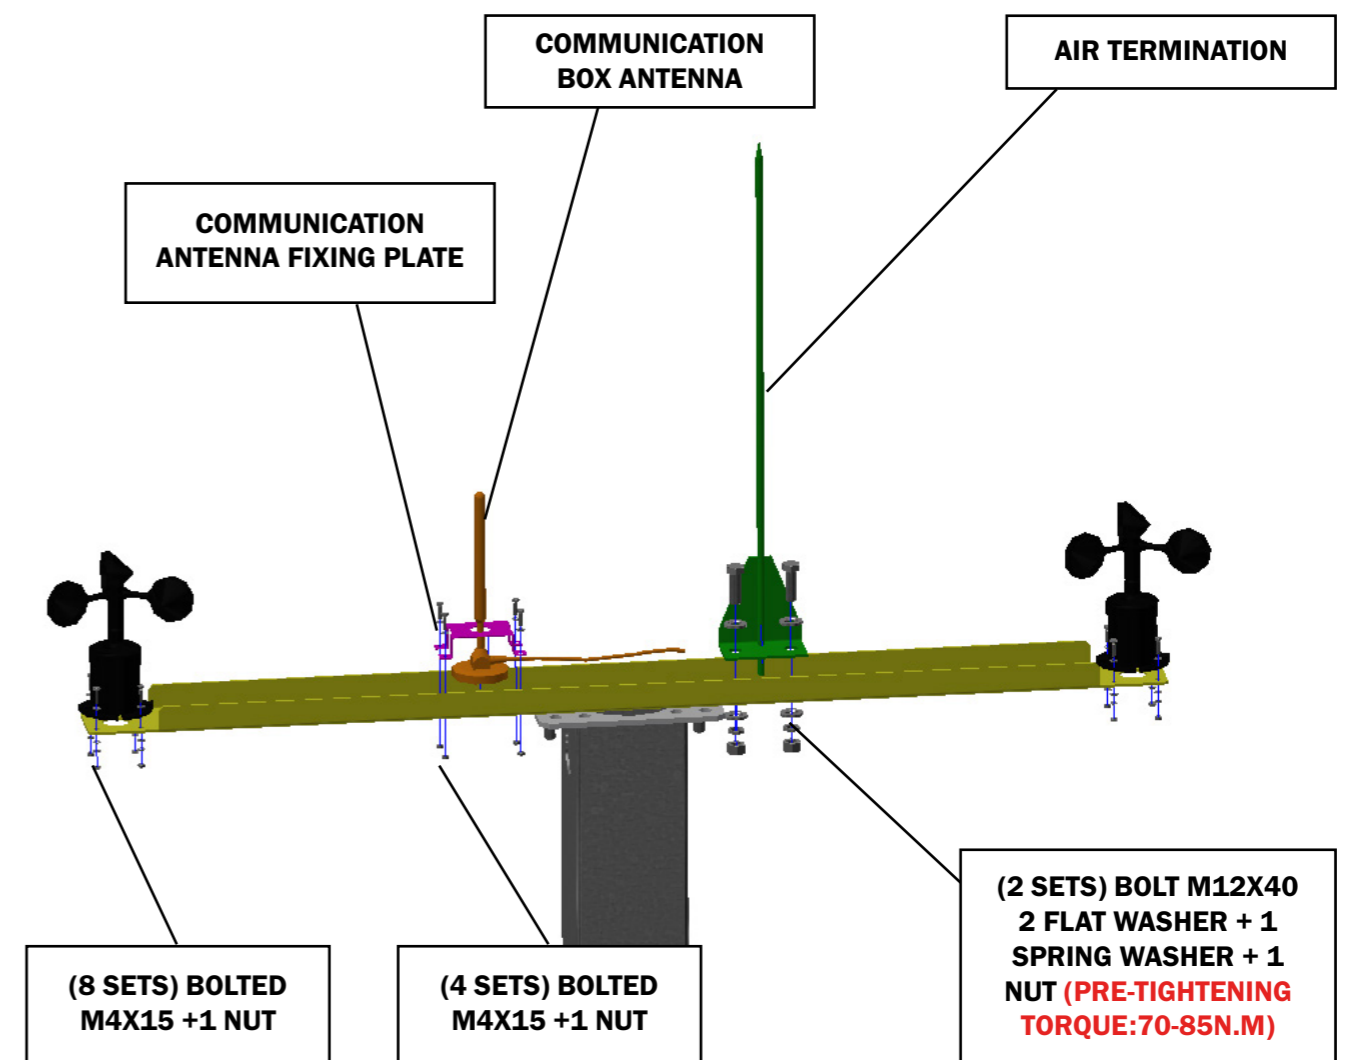 COMMUNICATION
BOX ANTENNA
AIR TERMINATION
COMMUNICATION
ANTENNA FIXING PLATE
(8 SETS) BOLTED
M4X15 +1 NUT
(4 SETS) BOLTED
M4X15 +1 NUT
(2 SETS) BOLT M12X40
2 FLAT WASHER + 1
SPRING WASHER + 1
NUT (PRE-TIGHTENING
TORQUE:70-85N.M)